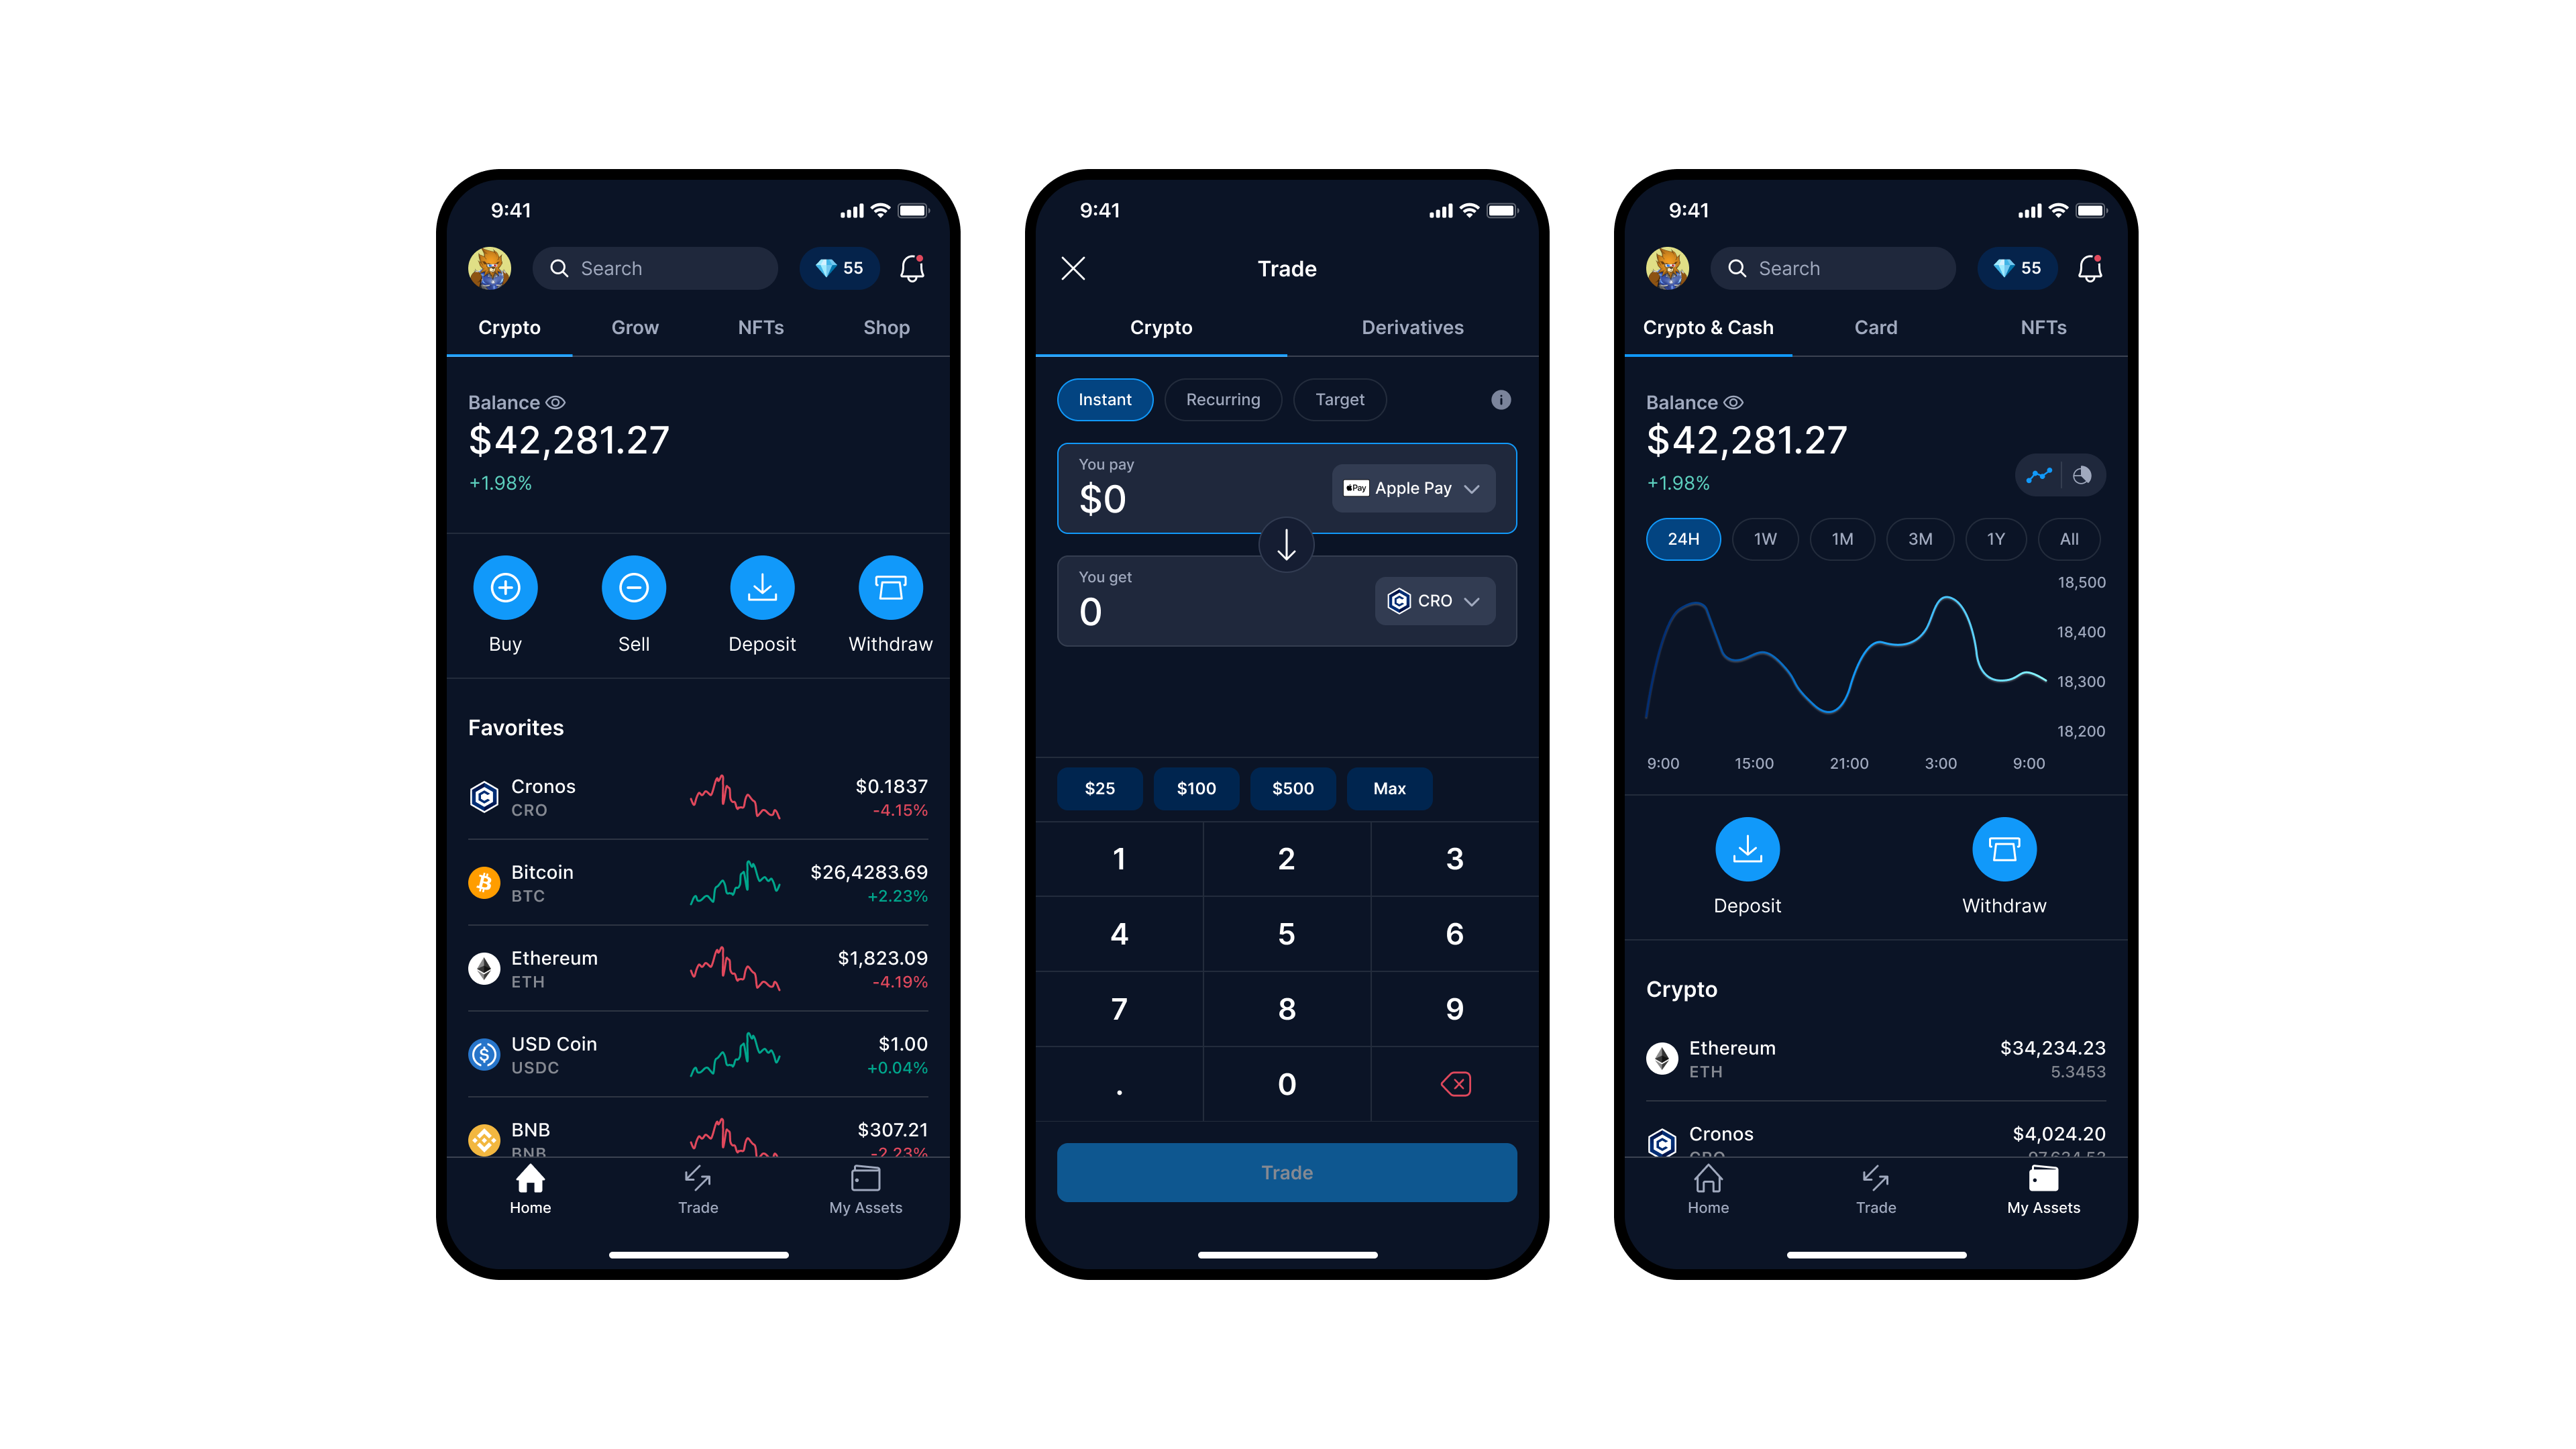 9:41
Search
55
Crypto Grow NFTs Shop
Balance
$42,281.27
+1.98%
Buy Sell Deposit Withdraw
Favorites
Cronos $0.1837
CRO -4.15%
Bitcoin $26,4283.69
BTC +2.23%
Ethereum $1,823.09
ETH -4.19%
USD Coin $1.00
USDC +0.04%
BNB $307.21
BNB -2.23%
Home Trade My Assets
9:41
Trade
Crypto Derivatives
Instant Recurring Target
You pay
$0
Pay Apple Pay
You get
0
CRO
$25 $100 $500 Max
1 2 3
4 5 6
7 8 9
. 0
Trade
9:41
Search
55
Crypto & Cash Card NFTs
Balance
$42,281.27
+1.98%
24H 1W 1M 3M 1Y All
18,500
18,400
18,300
18,200
9:00 15:00 21:00 3:00 9:00
Deposit Withdraw
Crypto
Ethereum $34,234.23
ETH 5.3453
Cronos $4,024.20
CRO
Home Trade My Assets